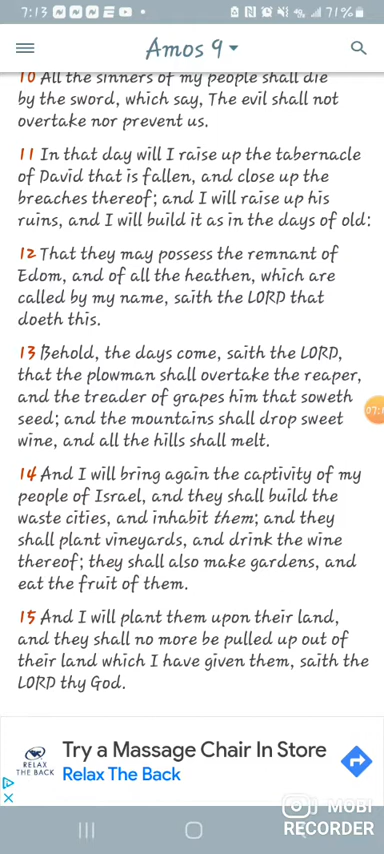 7:13 71%
Amos 9
10 All the sinners of my people shall die
by the sword, which say, The evil shall not
overtake nor prevent us.
11 In that day will I raise up the tabernacle
of David that is fallen, and close up the
breaches thereof; and I will raise up his
ruins, and I will build it as in the days of old:
12 That they may possess the remnant of
Edom, and of all the heathen, which are
called by my name, saith the LORD that
doeth this.
13 Behold, the days come, saith the LORD,
that the plowman shall overtake the reaper,
and the treader of grapes him that soweth
seed; and the mountains shall drop sweet
wine, and all the hills shall melt.
07:1
14 And I will bring again the captivity of my
people of Israel, and they shall build the
waste cities, and inhabit them; and they
shall plant vineyards, and drink the wine
thereof; they shall also make gardens, and
eat the fruit of them.
15 And I will plant them upon their land,
and they shall no more be pulled up out of
their land which I have given them, saith the
LORD thy God.
RELAX
THE BACK
Try a Massage Chair In Store
Relax The Back
MOBI
RECORDER